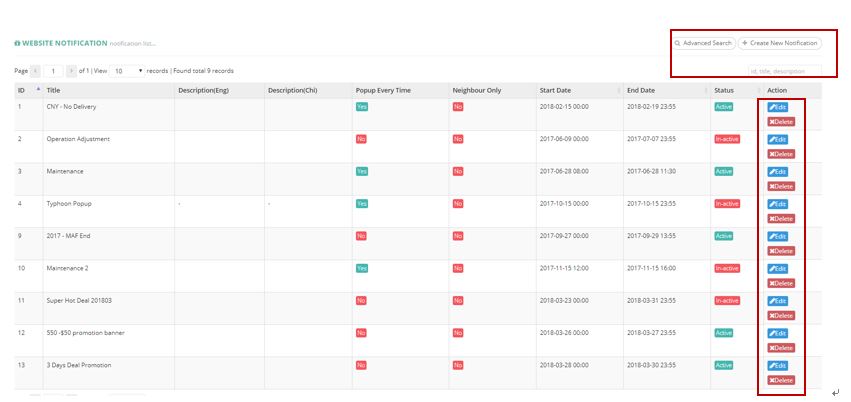 WEBSITE NOTIFICATION notification list...
Advanced Search + Create New Notification
Page < 1 > of 1 | View 10 records | Found total 9 records
id, title, description
ID Title Description(Eng) Description(Chi) Popup Every Time Neighbour Only Start Date End Date Status Action
1 CNY - No Delivery Yes No 2018-02-15 00:00 2018-02-19 23:55 Active Edit
Delete
2 Operation Adjustment No No 2017-06-09 00:00 2017-07-07 23:55 In-active Edit
Delete
3 Maintenance Yes No 2017-06-28 08:00 2017-06-28 11:30 Active Edit
Delete
4 Typhoon Popup - - Yes No 2017-10-15 00:00 2017-10-15 23:55 In-active Edit
Delete
9 2017 - MAF End No No 2017-09-27 00:00 2017-09-29 13:55 Active Edit
Delete
10 Maintenance 2 Yes No 2017-11-15 12:00 2017-11-15 16:00 In-active Edit
Delete
11 Super Hot Deal 201803 No No 2018-03-23 00:00 2018-03-31 23:55 In-active Edit
Delete
12 -$50 promotion banner No No 2018-03-26 00:00 2018-03-27 23:55 Active Edit
Delete
13 3 Days Deal Promotion No No 2018-03-28 00:00 2018-03-30 23:55 Active Edit
Delete